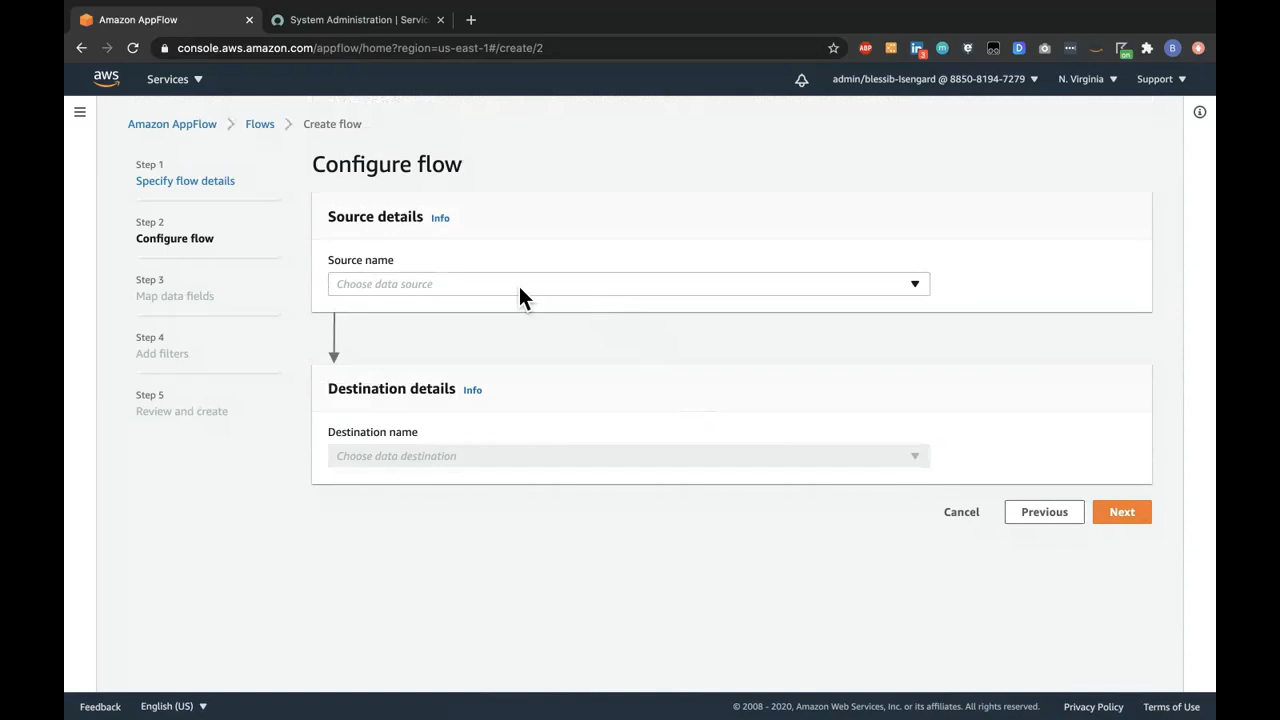 Amazon AppFlow
System Administration | Servic
console.aws.amazon.com/appflow/home?region=us-east-1#/create/2
ABP
in
3
m
D
on
B
aws
Services
admin/blessib-Isengard @ 8850-8194-7279
N. Virginia
Support
Amazon AppFlow
Flows
Create flow
Step 1
Specify flow details
Step 2
Configure flow
Step 3
Map data fields
Step 4
Add filters
Step 5
Review and create
Configure flow
Source details Info
Source name
Choose data source
Destination details Info
Destination name
Choose data destination
Cancel
Previous
Next
Feedback
English (US)
© 2008 - 2020, Amazon Web Services, Inc. or its affiliates. All rights reserved.
Privacy Policy
Terms of Use